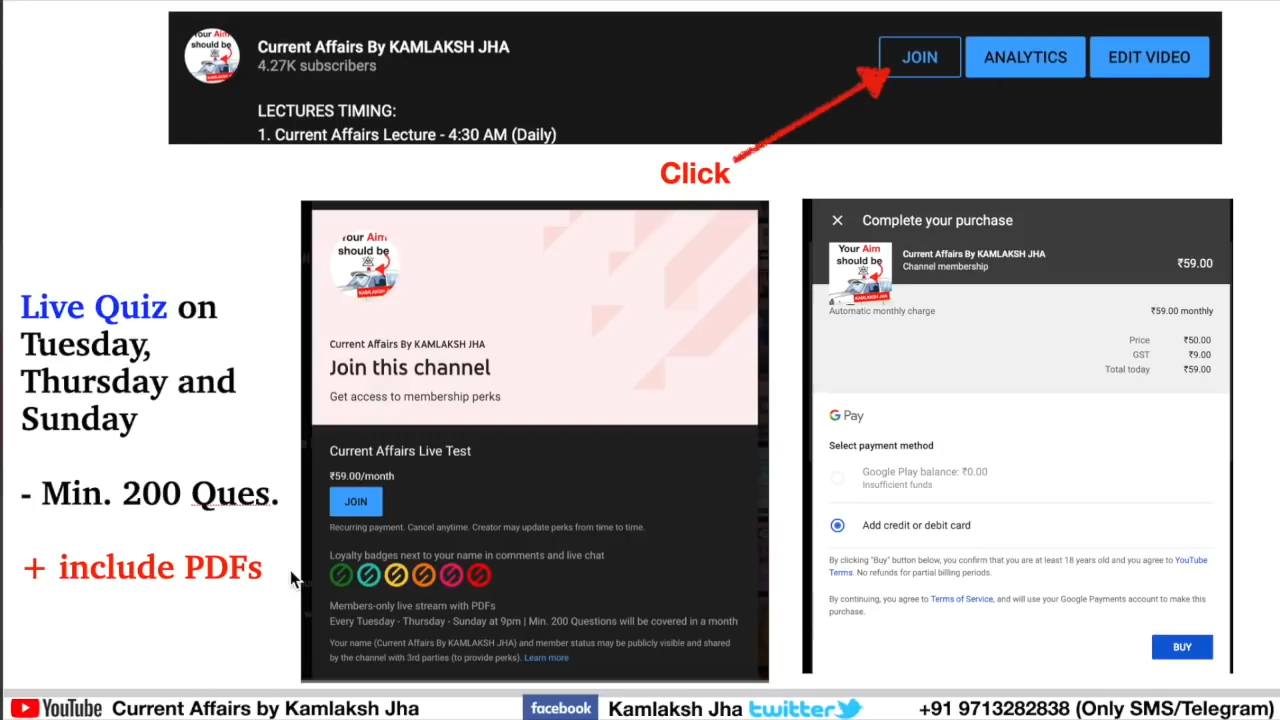 Your Aim
should be
KAMLAKSH
Current Affairs By KAMLAKSH JHA
4.27K subscribers
JOIN
ANALYTICS
EDIT VIDEO
LECTURES TIMING:
1. Current Affairs Lecture - 4:30 AM (Daily)
Click
Live Quiz on
Tuesday,
Thursday and
Sunday
- Min. 200 Ques.
+ include PDFs
Your Aim
should be
KAMLAKSH
Current Affairs By KAMLAKSH JHA
Join this channel
Get access to membership perks
Current Affairs Live Test
₹59.00/month
JOIN
Recurring payment. Cancel anytime. Creator may update perks from time to time.
Loyalty badges next to your name in comments and live chat
Members-only live stream with PDFs
Every Tuesday - Thursday - Sunday at 9pm | Min. 200 Questions will be covered in a month
Your name (Current Affairs By KAMLAKSH JHA) and member status may be publicly visible and shared
by the channel with 3rd parties (to provide perks). Learn more
Complete your purchase
Your Aim
should be
KAMLAKSH JHA
Current Affairs By KAMLAKSH JHA
Channel membership
₹59.00
Automatic monthly charge ₹59.00 monthly
Price ₹50.00
GST ₹9.00
Total today ₹59.00
G Pay
Select payment method
Google Play balance: ₹0.00
Insufficient funds
Add credit or debit card
By clicking "Buy" button below, you confirm that you are at least 18 years old and you agree to YouTube
Terms. No refunds for partial billing periods.
By continuing, you agree to Terms of Service, and will use your Google Payments account to make this
purchase.
BUY
YouTube Current Affairs by Kamlaksh Jha facebook Kamlaksh Jha twitter +91 9713282838 (Only SMS/Telegram)